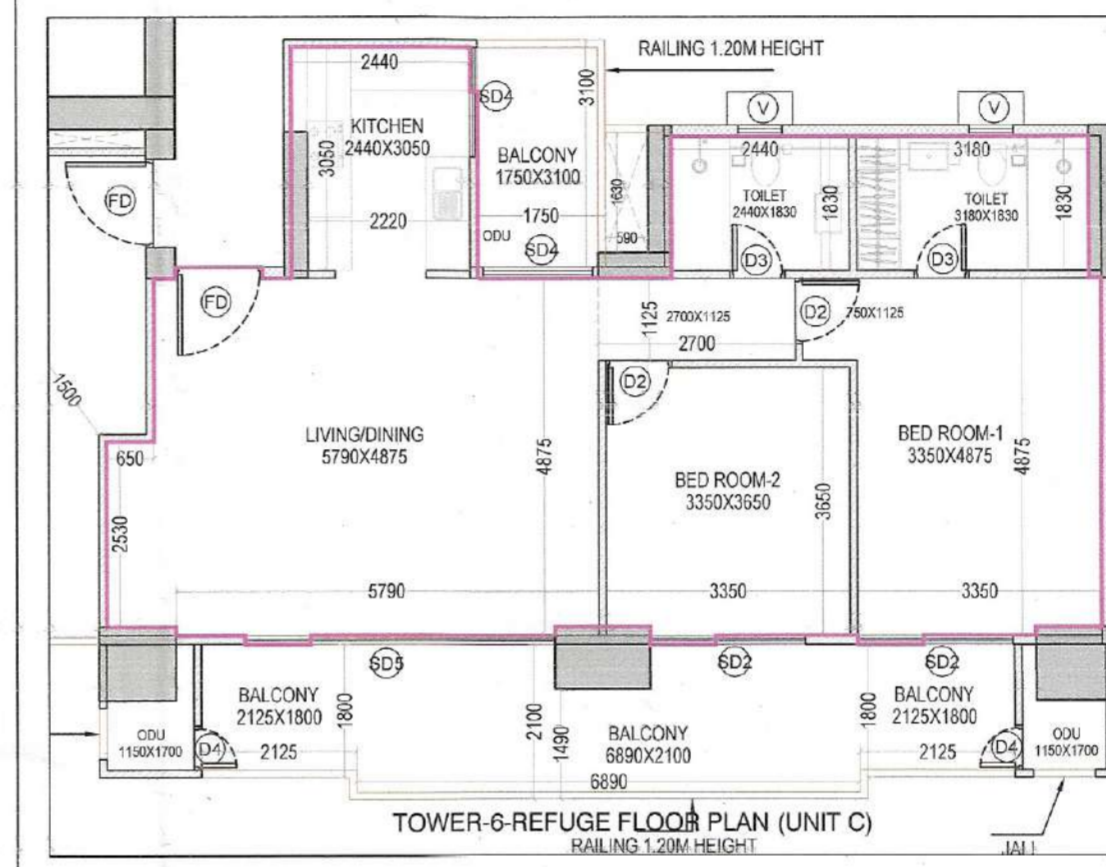 RAILING 1.20M HEIGHT
2440
3100
SD4
V
V
KITCHEN
2440X3050
3050
BALCONY
1750X3100
2440
3180
FD
1630
TOILET
2440X1830
1830
TOILET
3180X1830
1830
2220
1750
ODU
SD4
590
D3
D3
FD
1125
2700X1125
D2
750X1125
2700
1500
D2
LIVING/DINING
5790X4875
4875
BED ROOM-1
3350X4875
4875
650
BED ROOM-2
3350X3650
3650
2530
5790
3350
3350
SD5
SD2
SD2
BALCONY
2125X1800
1800
2100
1490
BALCONY
6890X2100
1800
BALCONY
2125X1800
ODU
1150X1700
D4
2125
2125
D4
ODU
1150X1700
6890
TOWER-6-REFUGE FLOOR PLAN (UNIT C)
RAILING 1.20M HEIGHT
JALI